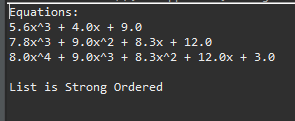 Equations:
5.6x^3 + 4.0x + 9.0
7.8x^3 + 9.0x^2 + 8.3x + 12.0
8.0x^4 + 9.0x^3 + 8.3x^2 + 12.0x + 3.0
List is Strong Ordered